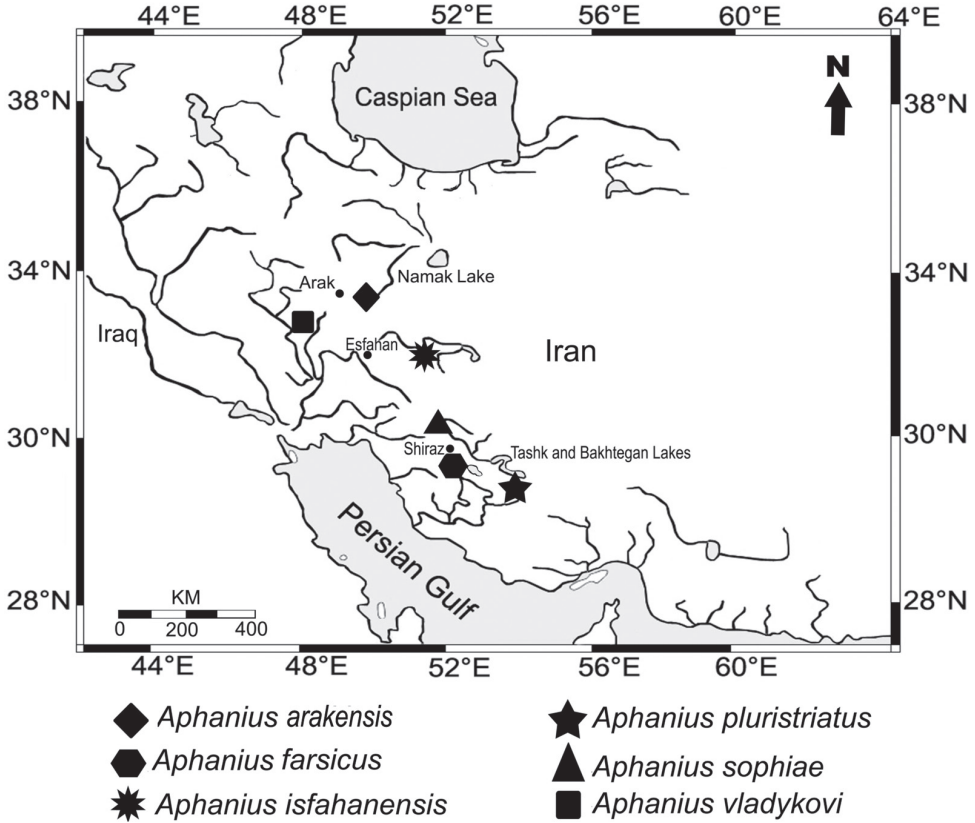 44°E 48°E 52°E 56°E 60°E 64°E
N
38°N Caspian Sea 38°N
34°N 34°N
Namak Lake
Arak
Iraq
Esfahan
Iran
30°N 30°N
Shiraz
Tashk and Bakhtegan Lakes
Persian Gulf
KM
0 200 400
28°N 28°N
44°E 48°E 52°E 56°E 60°E
Aphanius arakensis
Aphanius farsicus
Aphanius isfahanensis
Aphanius pluristriatus
Aphanius sophiae
Aphanius vladykovi